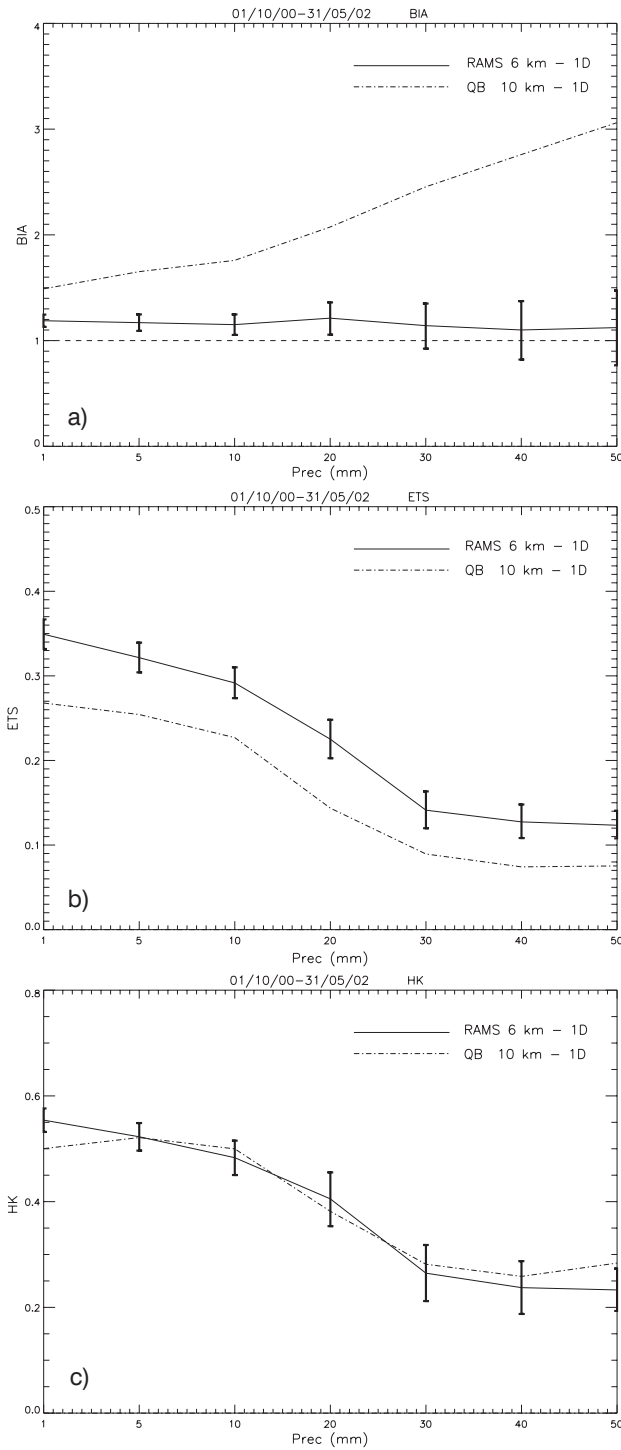 01/10/00–31/05/02 BIA
4
RAMS 6 km – 1D
QB 10 km – 1D
3
BIA
2
1
0
a)
1 5 10 20 30 40 50
Prec (mm)
01/10/00–31/05/02 ETS
0.5
RAMS 6 km – 1D
QB 10 km – 1D
0.4
0.3
ETS
0.2
0.1
0.0
b)
1 5 10 20 30 40 50
Prec (mm)
01/10/00–31/05/02 HK
0.8
RAMS 6 km – 1D
QB 10 km – 1D
0.6
HK
0.4
0.2
0.0
c)
1 5 10 20 30 40 50
Prec (mm)